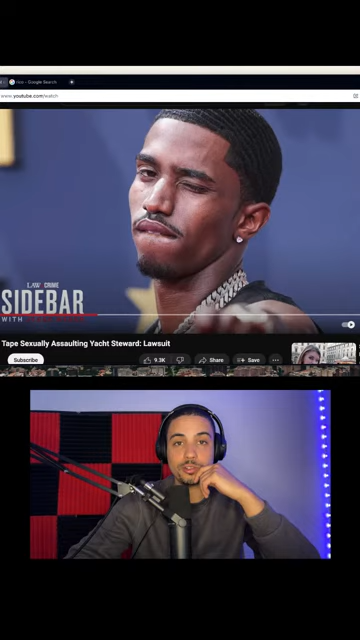 rico - Google Search
www.youtube.com/watch
LAW & CRIME
SIDEBAR
WITH
Tape Sexually Assaulting Yacht Steward: Lawsuit
Subscribe
9.3K
Share
Save